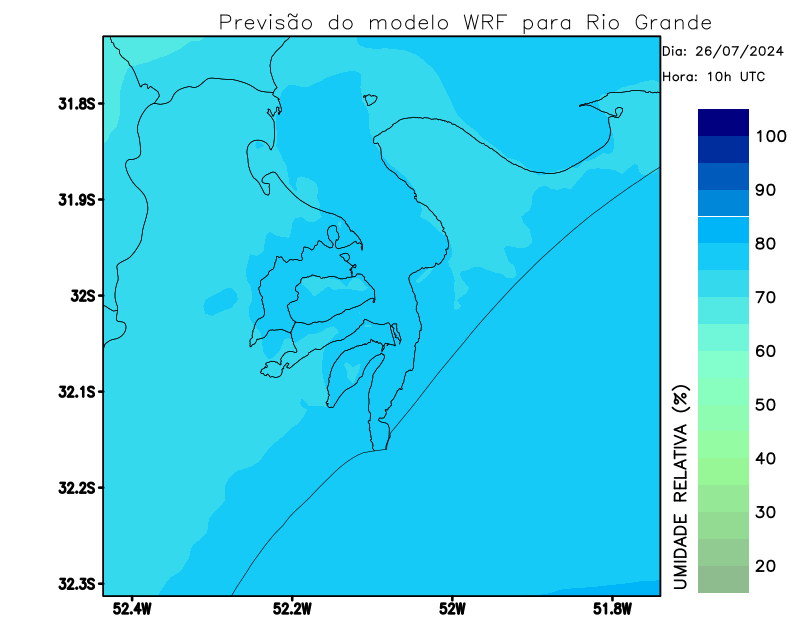 Previsão do modelo WRF para Rio Grande
Dia: 26/07/2024
Hora: 10h UTC
31.8S
31.9S
32S
32.1S
32.2S
32.3S
52.4W
52.2W
52W
51.8W
100
90
80
70
60
50
40
30
20
UMIDADE RELATIVA (%)